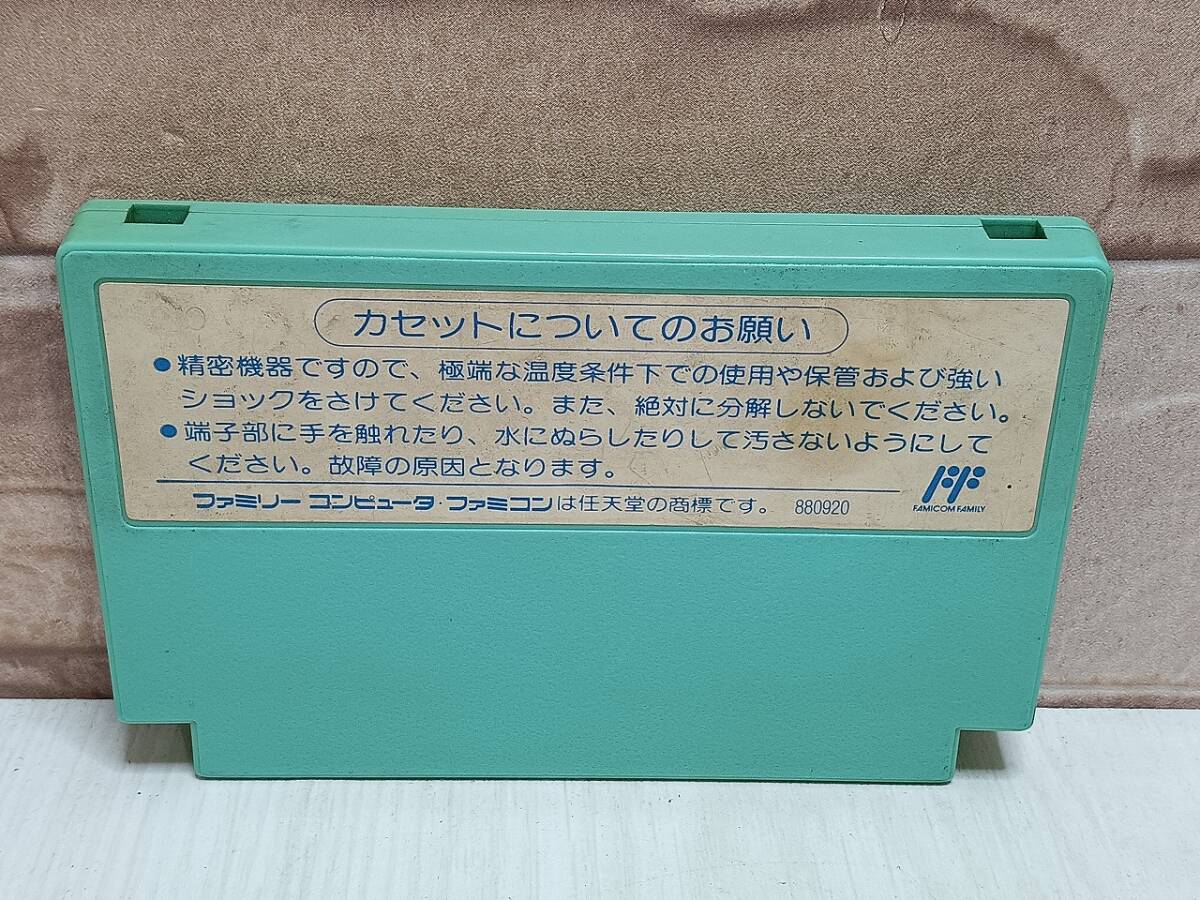 カセットについてのお願い
●精密機器ですので、極端な温度条件下での使用や保管および強い
ショックをさけてください。また、絶対に分解しないでください。
●端子部に手を触れたり、水にぬらしたりして汚さないようにして
ください。故障の原因となります。
ファミリーコンピュータ・ファミコンは任天堂の商標です。 880920
FAMICOM FAMILY